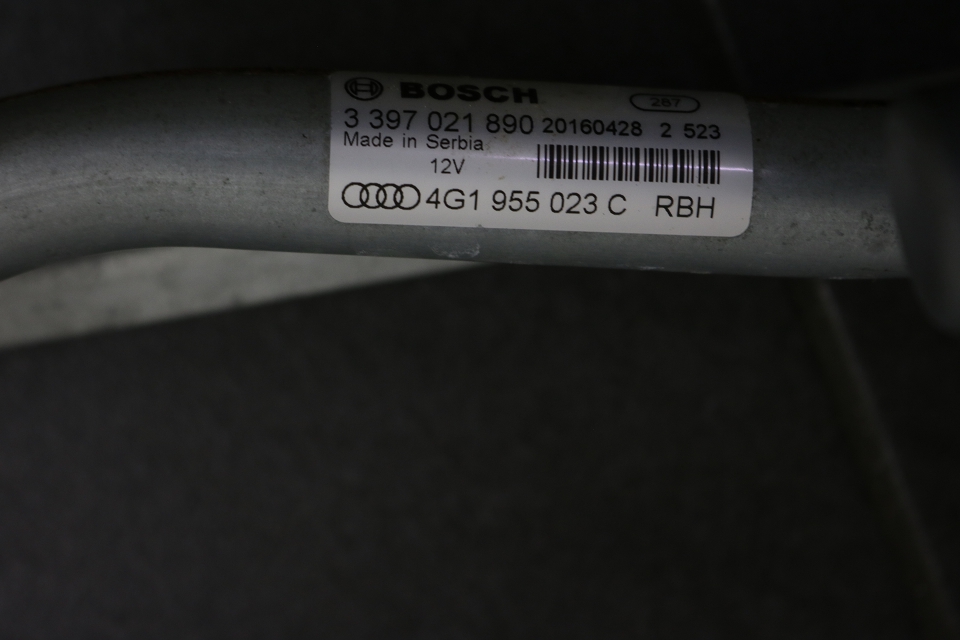 BOSCH 287
3 397 021 890 20160428 2 523
Made in Serbia
12V
4G1 955 023 C RBH